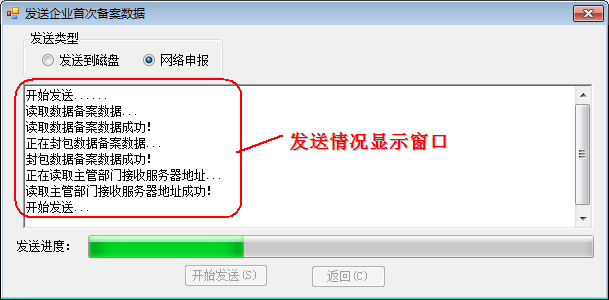 发送企业首次备案数据
发送类型
发送到磁盘 网络申报
开始发送......
读取数据备案数据...
读取数据备案数据成功!
正在封包数据备案数据...
封包数据备案数据成功!
正在读取主管部门接收服务器地址...
读取主管部门接收服务器地址成功!
开始发送...
发送情况显示窗口
发送进度:
开始发送(S) 返回(C)